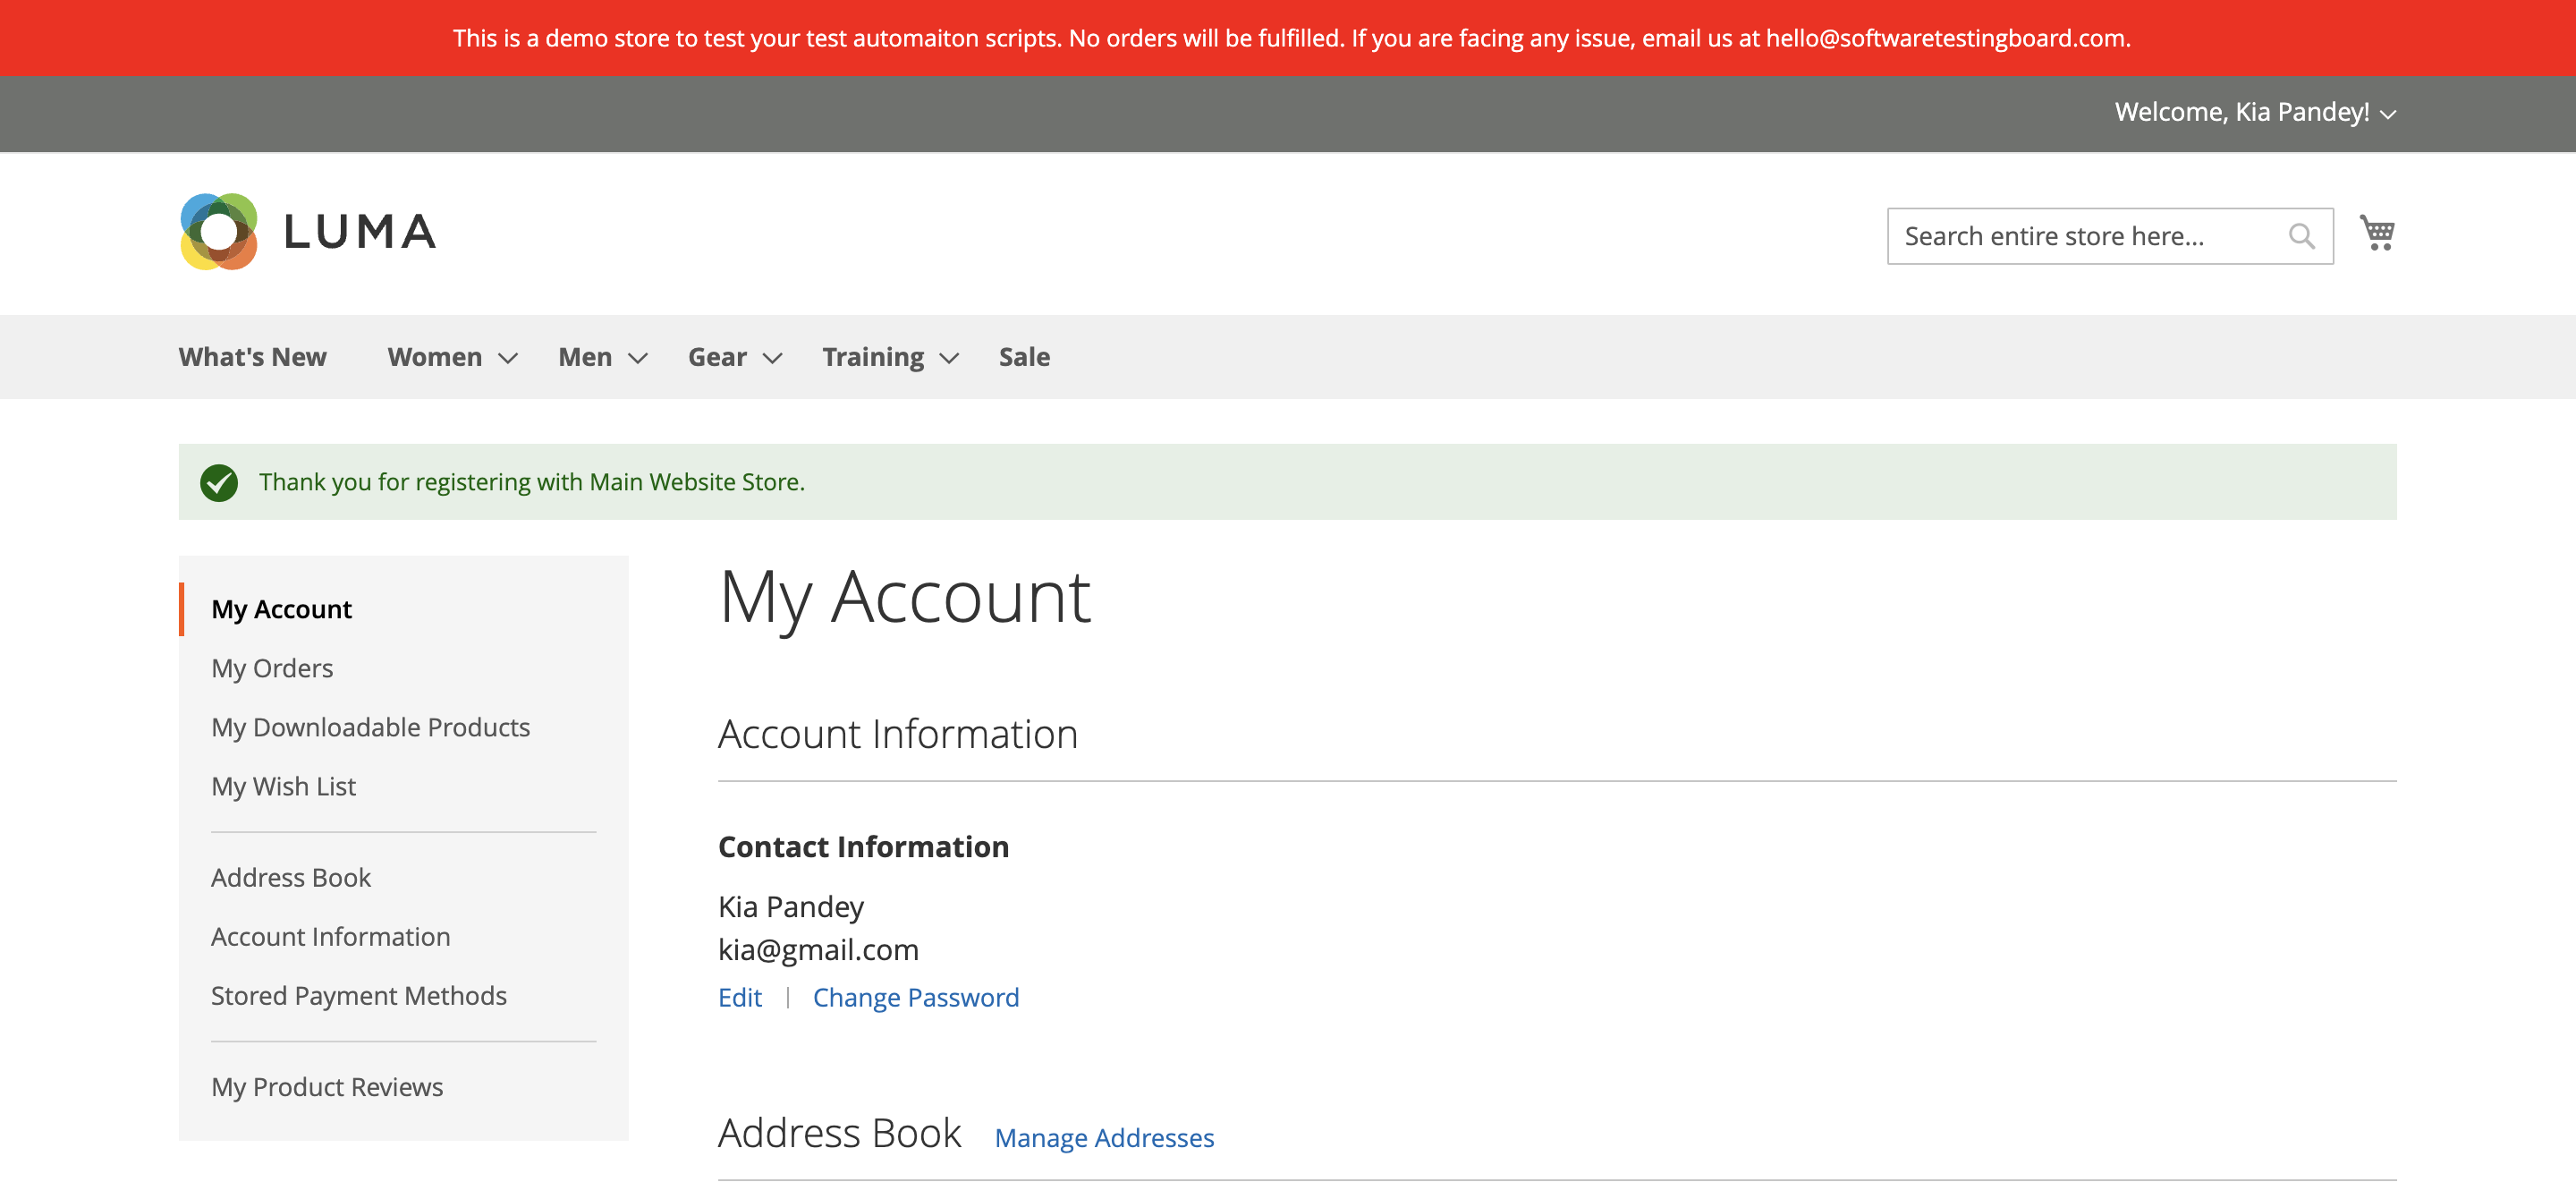 This is a demo store to test your test automaiton scripts. No orders will be fulfilled. If you are facing any issue, email us at hello@softwaretestingboard.com.
Welcome, Kia Pandey!
LUMA
Search entire store here...
What's New Women Men Gear Training Sale
Thank you for registering with Main Website Store.
My Account
My Orders
My Downloadable Products
My Wish List
Address Book
Account Information
Stored Payment Methods
My Product Reviews
My Account
Account Information
Contact Information
Kia Pandey
kia@gmail.com
Edit | Change Password
Address Book Manage Addresses